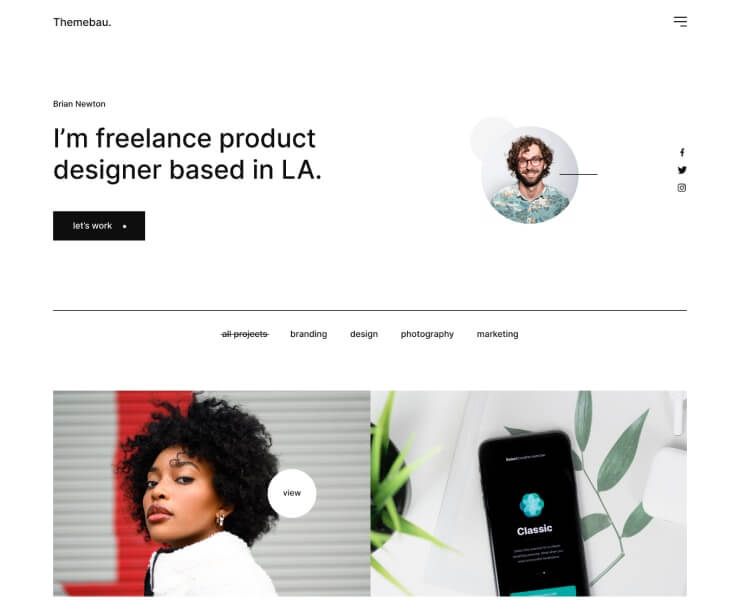 Themebau.
Brian Newton
I’m freelance product
designer based in LA.
let's work
all projects branding design photography marketing
view
Classic